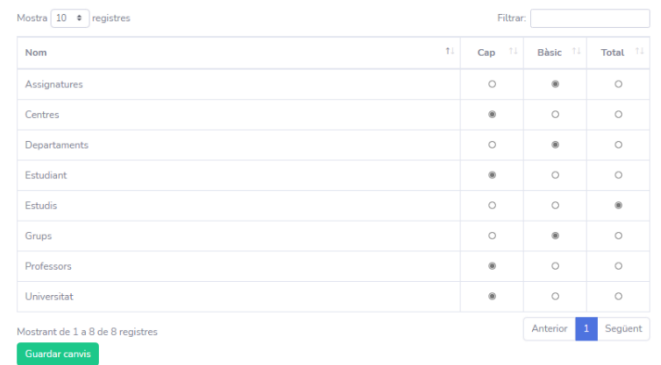 Mostra 10 registres Filtrar:
Nom Cap Bàsic Total
Assignatures
Centres
Departaments
Estudiant
Estudis
Grups
Professors
Universitat
Mostrant de 1 a 8 de 8 registres Anterior 1 Següent
Guardar canvis